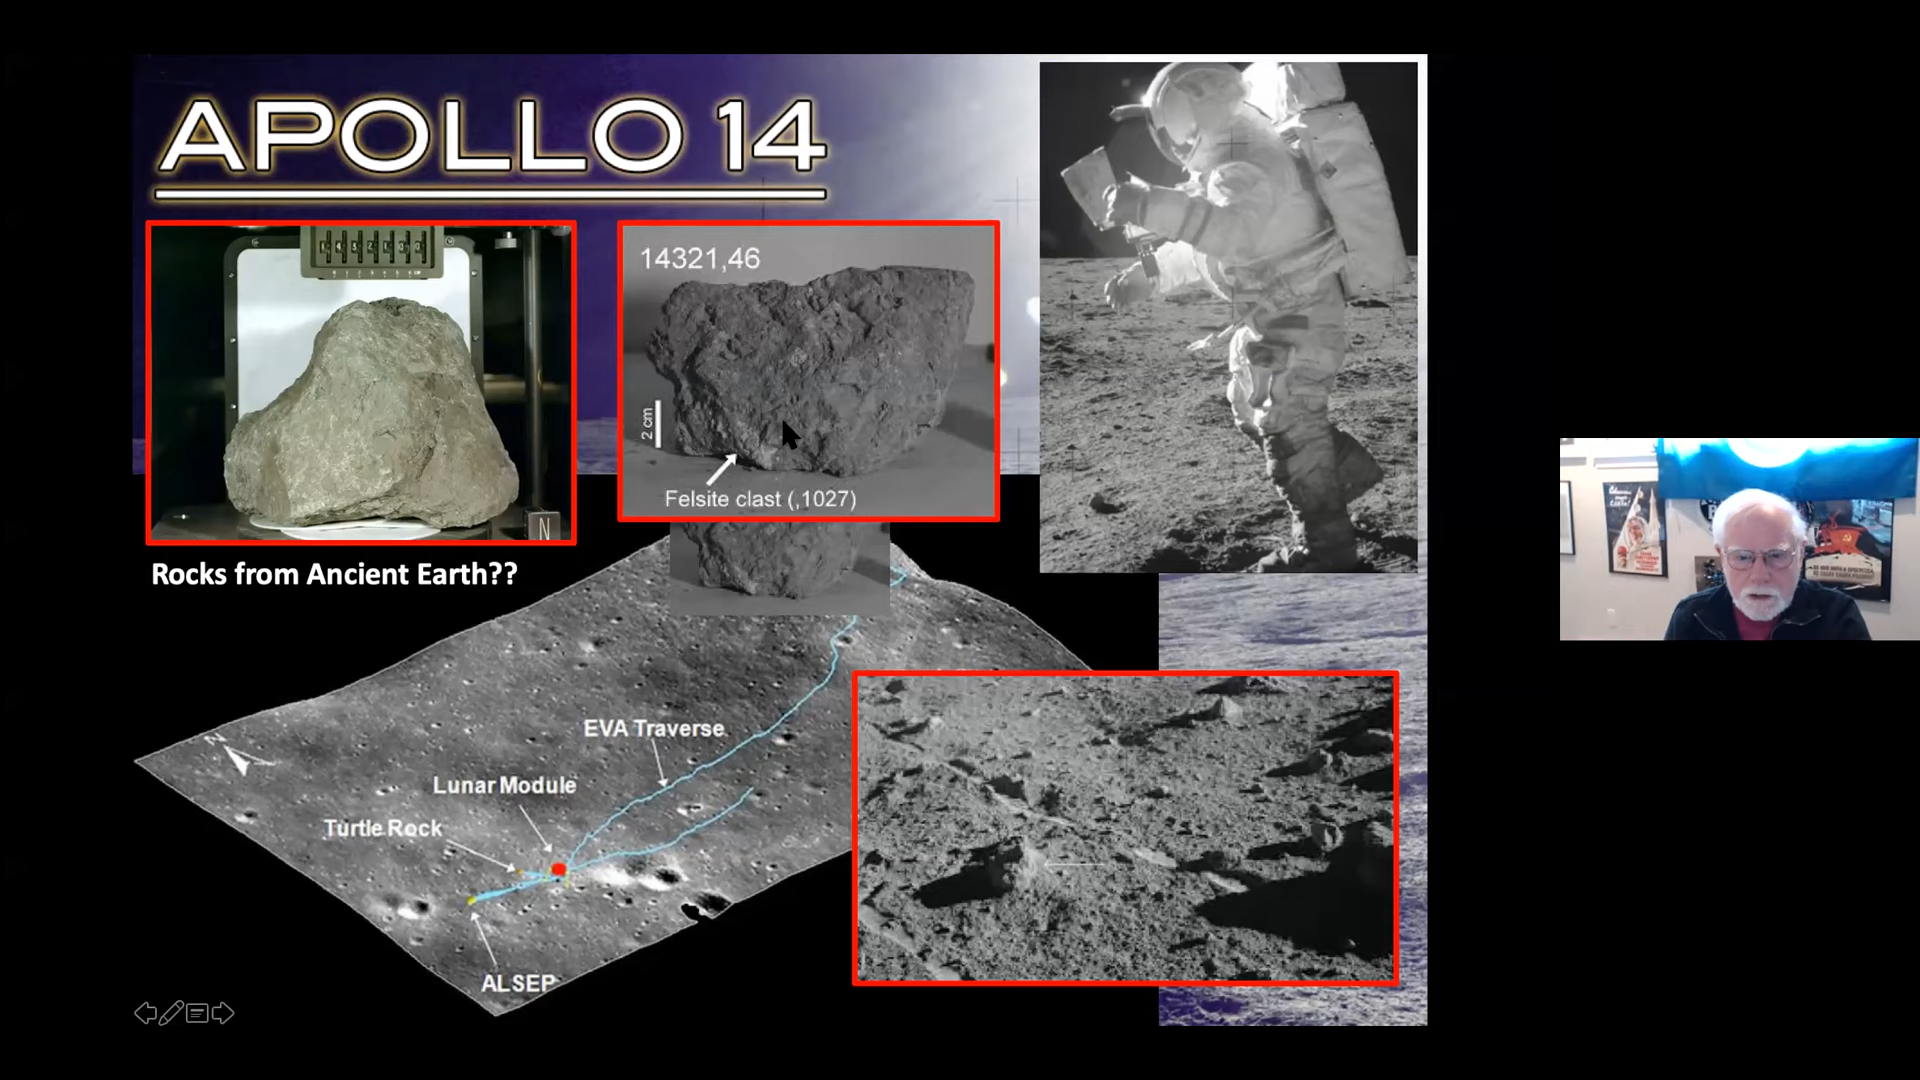 APOLLO 14
14321,46
2 cm
Felsite clast (,1027)
N
Rocks from Ancient Earth??
N
EVA Traverse
Lunar Module
Turtle Rock
ALSEP